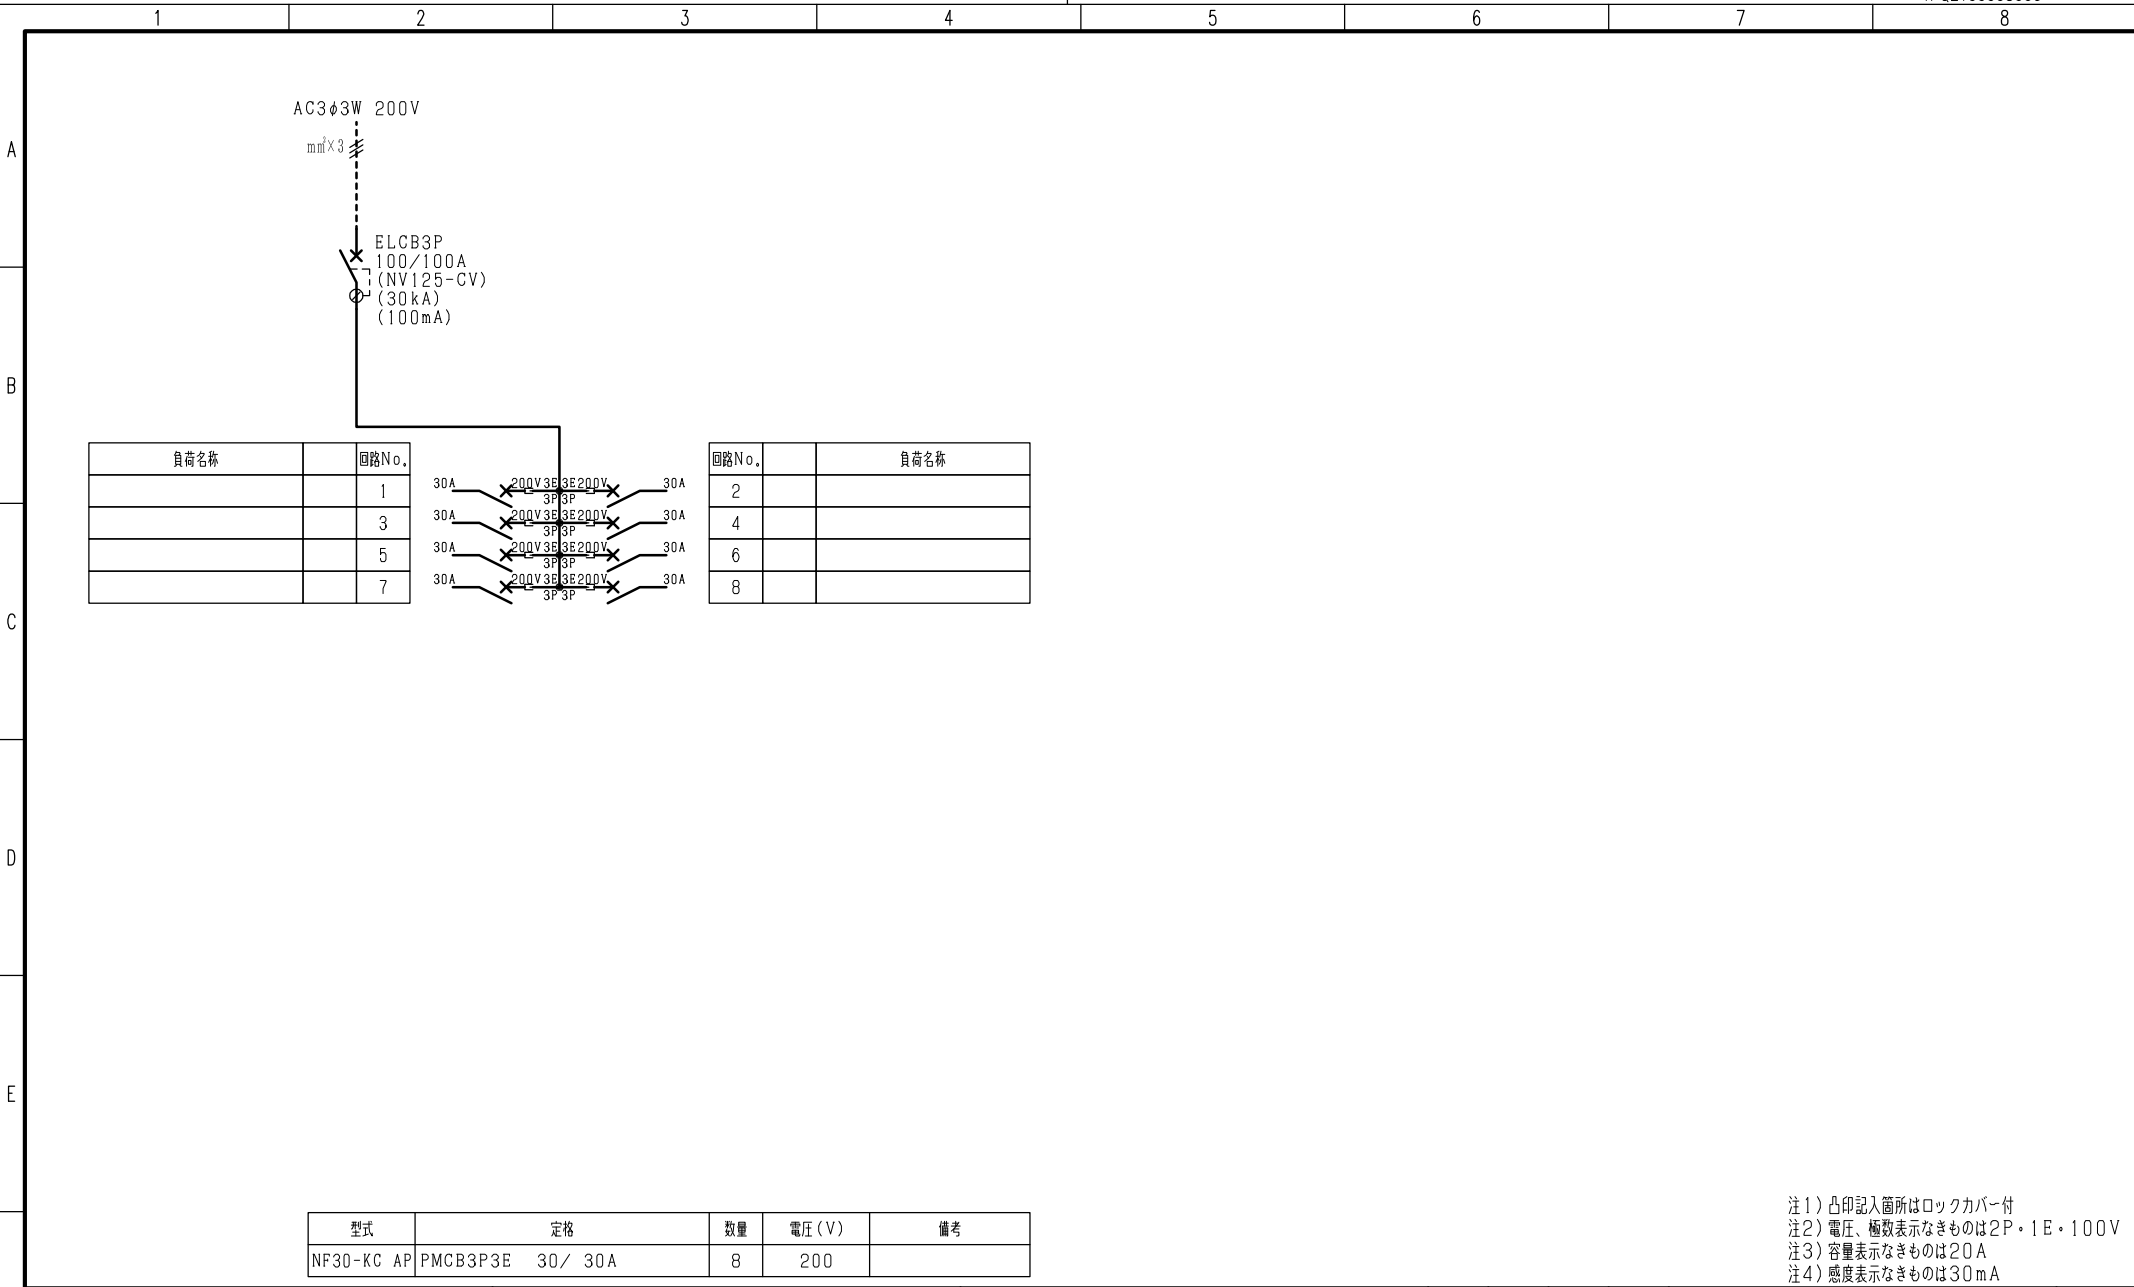 1 2 3 4 5 6 7 8
A
B
C
D
E
AC3φ3W 200V
mm²×3
ELCB3P
100/100A
(NV125-CV)
(30kA)
(100mA)
負荷名称 回路No. 回路No. 負荷名称
1 30A 200V 3E 3E 200V 30A 2
3P 3P
3 30A 200V 3E 3E 200V 30A 4
3P 3P
5 30A 200V 3E 3E 200V 30A 6
3P 3P
7 30A 200V 3E 3E 200V 30A 8
3P 3P
型式 定格 数量 電圧(V) 備考
NF30-KC AP PMCB3P3E 30/ 30A 8 200
注1)凸印記入箇所はロックカバー付
注2)電圧、極数表示なきものは2P・1E・100V
注3)容量表示なきものは20A
注4)感度表示なきものは30mA